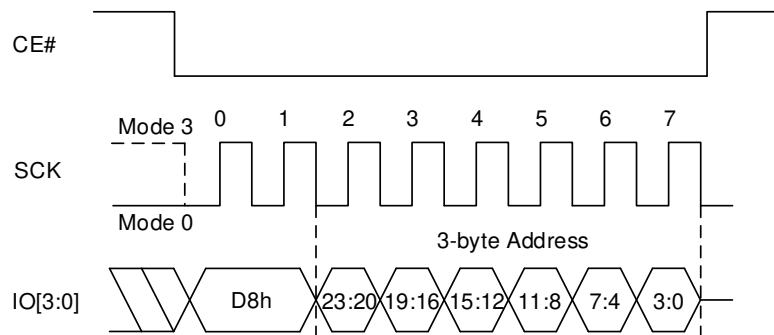 CE#
Mode 3
0 1 2 3 4 5 6 7
SCK
Mode 0
3-byte Address
IO[3:0]
D8h 23:20 19:16 15:12 11:8 7:4 3:0